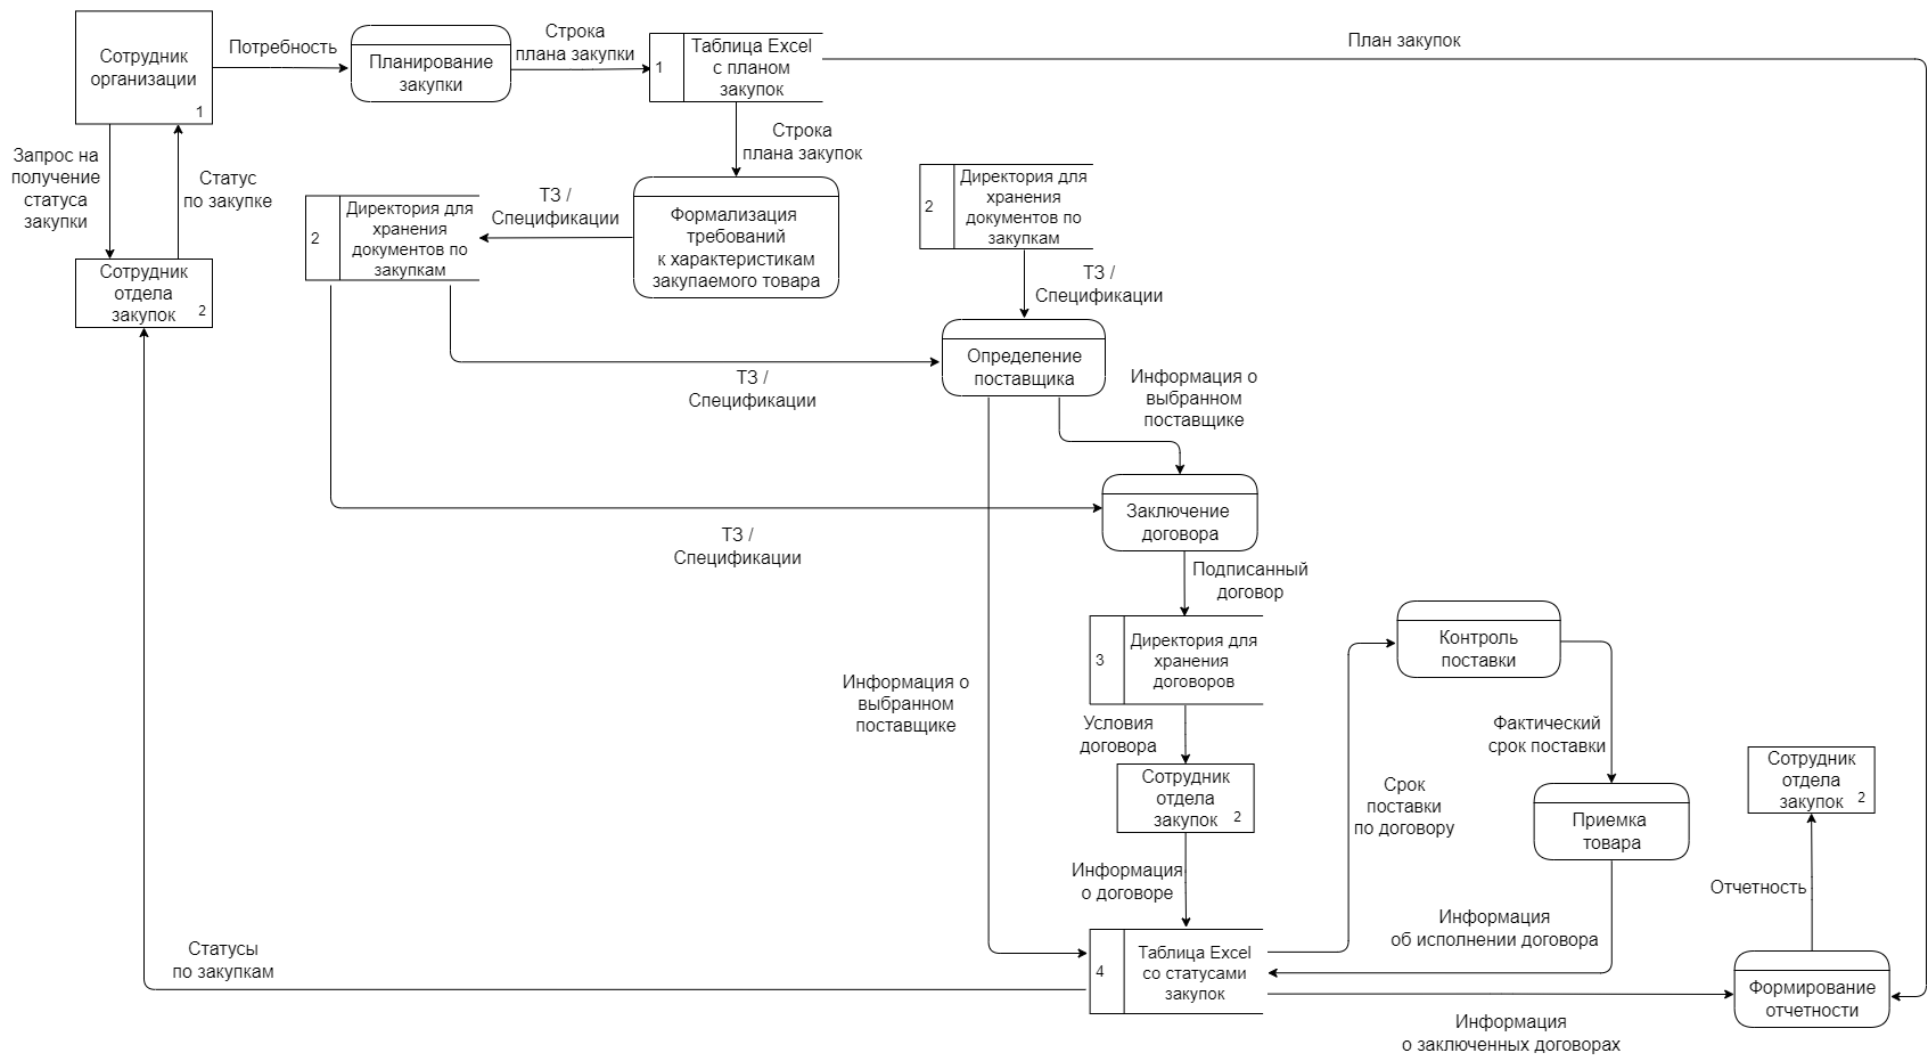 Сотрудник
организации
1
Потребность
Планирование
закупки
Строка
плана закупки
1
Таблица Excel
с планом
закупок
План закупок
Запрос на
получение
статуса
закупки
Статус
по закупке
Сотрудник
отдела
закупок
2
Строка
плана закупок
2
Директория для
хранения
документов по
закупкам
ТЗ /
Спецификации
Формализация
требований
к характеристикам
закупаемого товара
2
Директория для
хранения
документов по
закупкам
ТЗ /
Спецификации
Определение
поставщика
ТЗ /
Спецификации
Информация о
выбранном
поставщике
Заключение
договора
ТЗ /
Спецификации
Подписанный
договор
3
Директория для
хранения
договоров
Контроль
поставки
Информация о
выбранном
поставщике
Условия
договора
Фактический
срок поставки
Сотрудник
отдела
закупок
2
Срок
поставки
по договору
Приемка
товара
Сотрудник
отдела
закупок
2
Информация
о договоре
Отчетность
Информация
об исполнении договора
Статусы
по закупкам
4
Таблица Excel
со статусами
закупок
Формирование
отчетности
Информация
о заключенных договорах